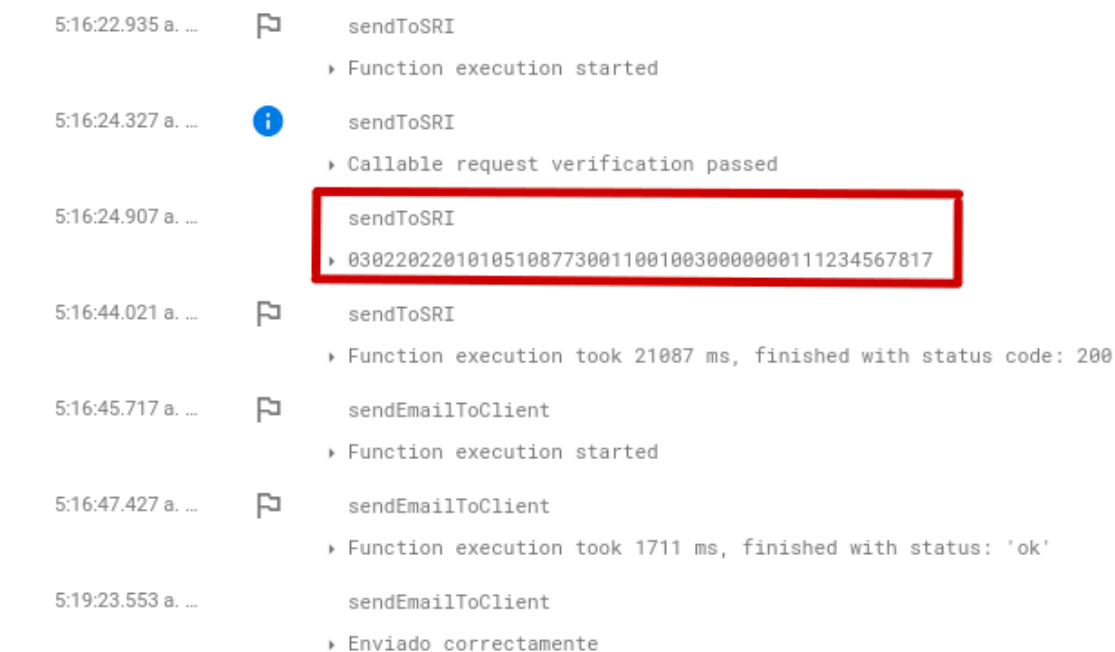 5:16:22.935 a. … sendToSRI
Function execution started
5:16:24.327 a. … sendToSRI
Callable request verification passed
5:16:24.907 a. … sendToSRI
0302202201010510877300110010030000000111234567817
5:16:44.021 a. … sendToSRI
Function execution took 21087 ms, finished with status code: 200
5:16:45.717 a. … sendEmailToClient
Function execution started
5:16:47.427 a. … sendEmailToClient
Function execution took 1711 ms, finished with status: 'ok'
5:19:23.553 a. … sendEmailToClient
Enviado correctamente